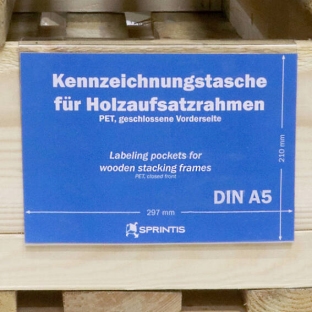 Kennzeichnungstasche
für Holzaufsatzrahmen
PET, geschlossene Vorderseite
Labeling pockets for
wooden stacking frames
PET, closed front
210 mm
DIN A5
297 mm
SPRINTIS